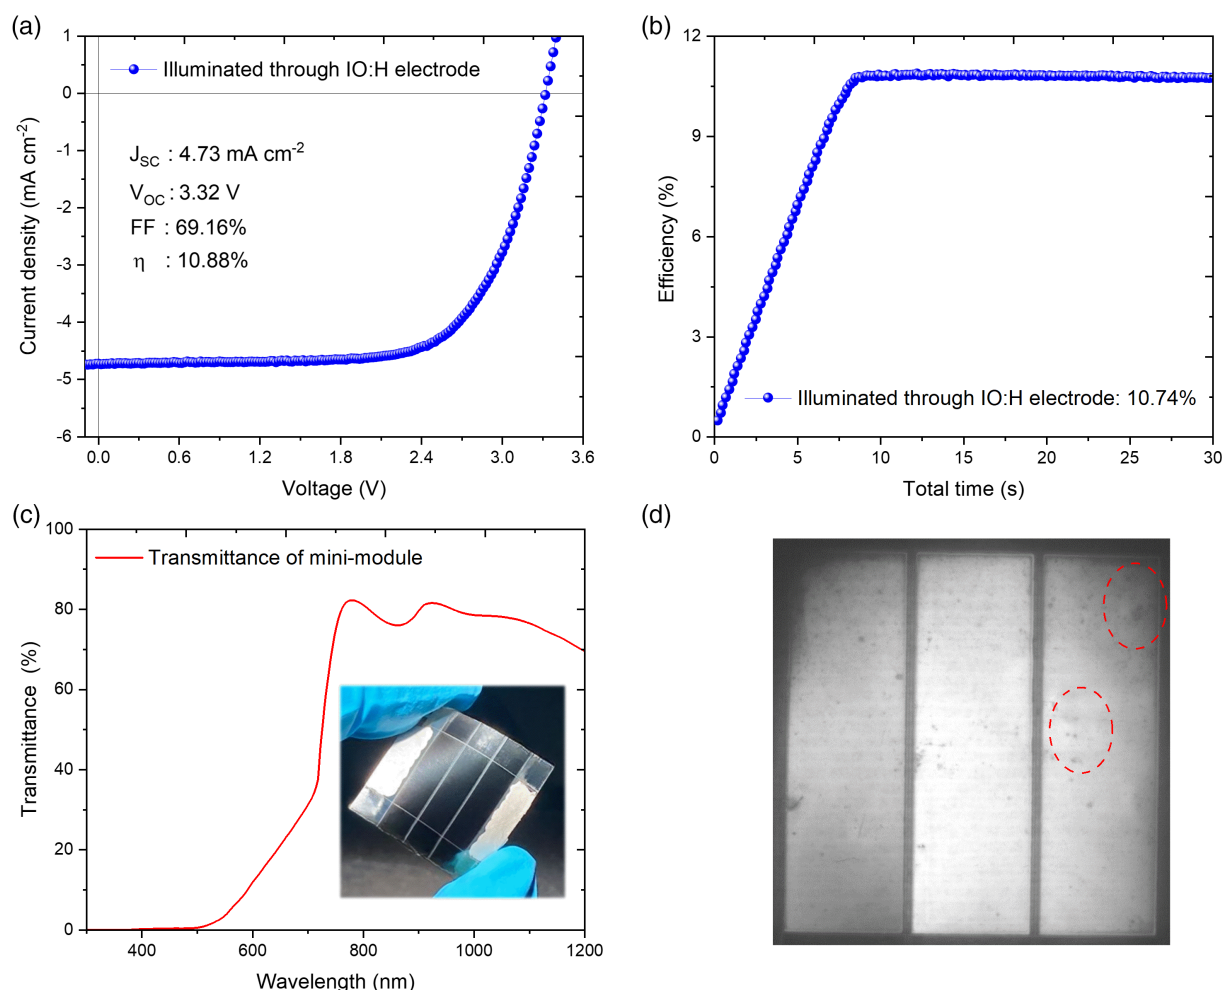 (a)
1
0
-1
-2
-3
-4
-5
-6
Current density (mA cm-2)
Illuminated through IO:H electrode
JSC : 4.73 mA cm-2
VOC : 3.32 V
FF : 69.16%
η : 10.88%
0.0 0.6 1.2 1.8 2.4 3.0 3.6
Voltage (V)
(b)
12
9
6
3
0
Efficiency (%)
Illuminated through IO:H electrode: 10.74%
0 5 10 15 20 25 30
Total time (s)
(c)
100
80
60
40
20
0
Transmittance (%)
Transmittance of mini-module
400 600 800 1000 1200
Wavelength (nm)
(d)